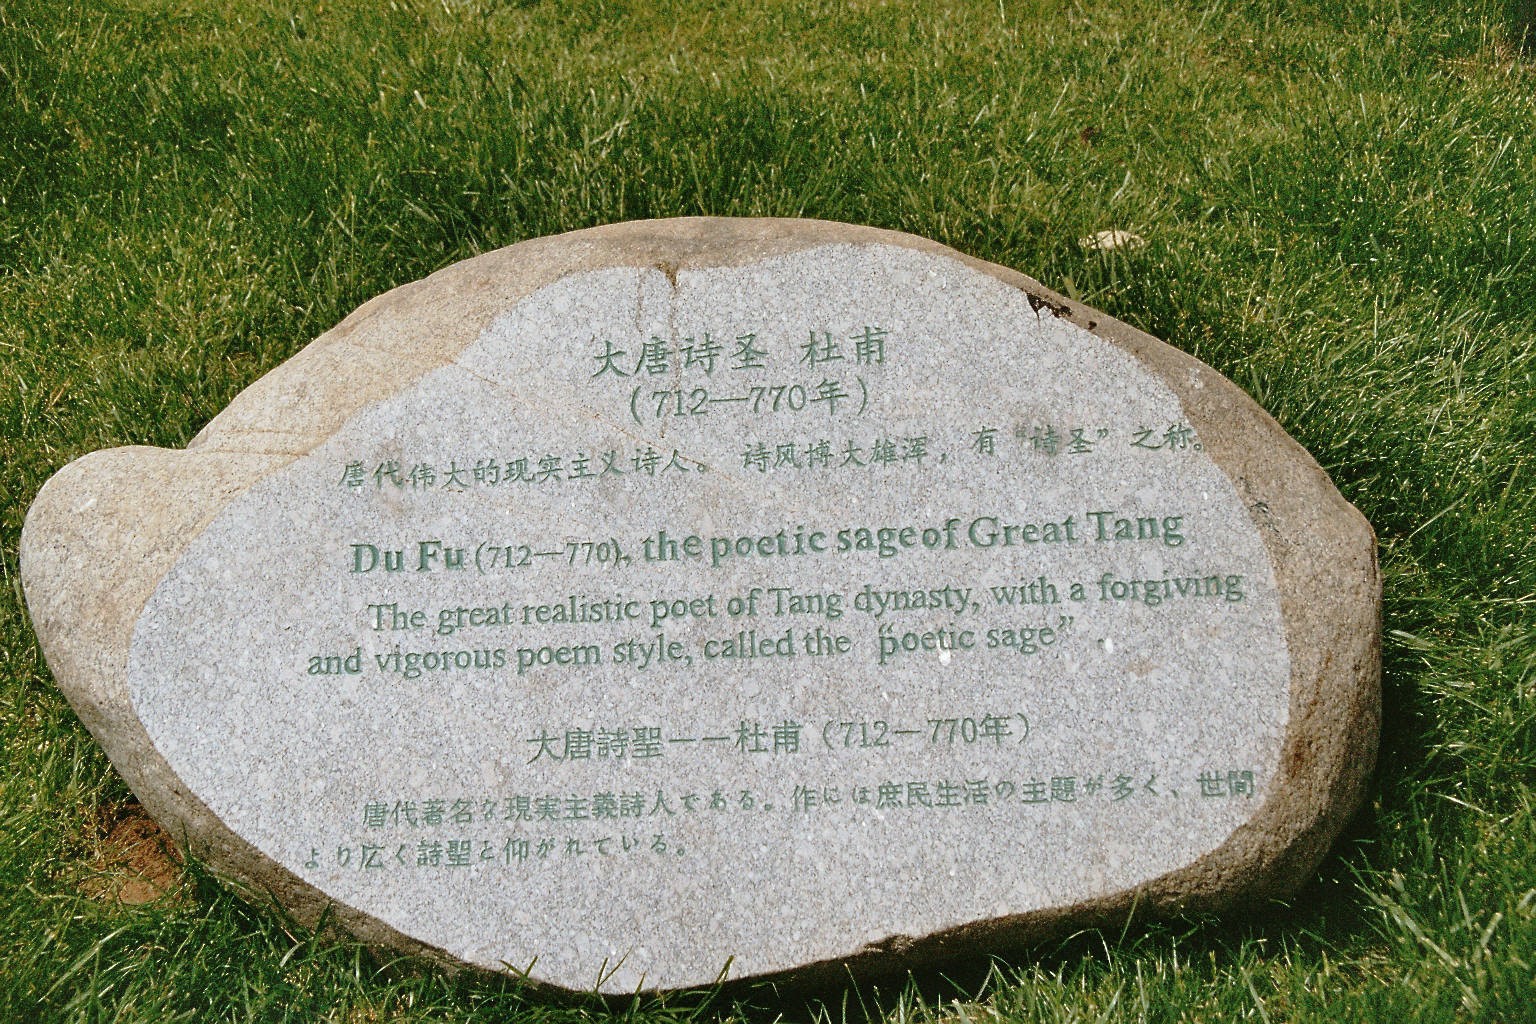 大唐诗圣 杜甫
(712—770年)
唐代伟大的现实主义诗人。诗风博大雄浑，有“诗圣”之称。
Du Fu (712—770), the poetic sage of Great Tang
The great realistic poet of Tang dynasty, with a forgiving
and vigorous poem style, called the “poetic sage” .
大唐詩聖——杜甫（712—770年）
唐代著名な現実主義詩人である。作には庶民生活の主題が多く、世間
より広く詩聖と仰がれている。